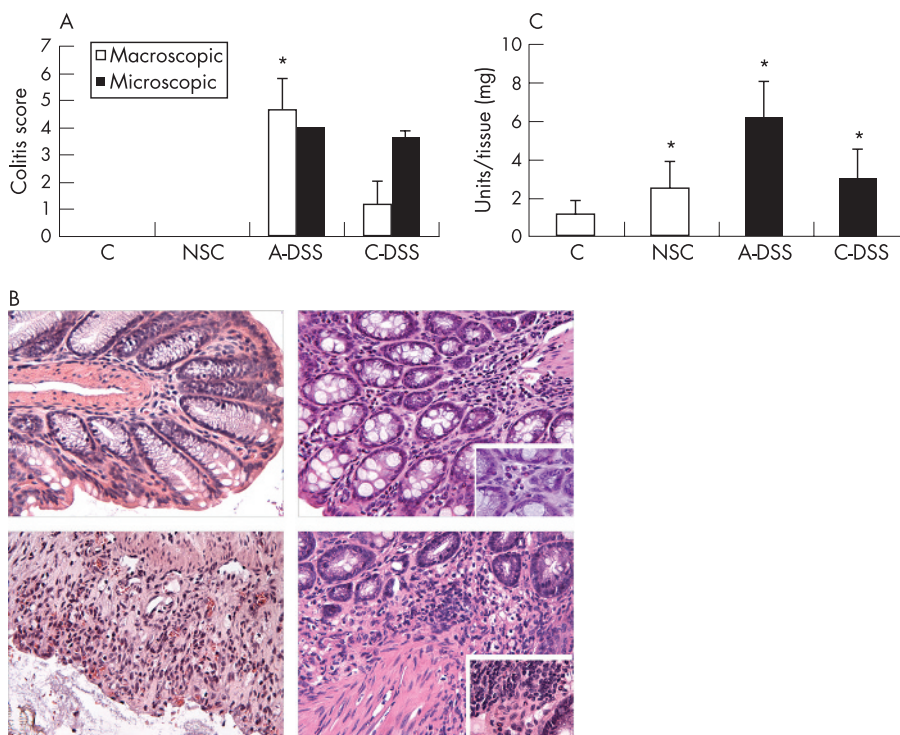 A
7
6
5
4
3
2
1
0
Colitis score
Macroscopic
Microscopic
*
C NSC A-DSS C-DSS
C
10
8
6
4
2
0
Units/tissue (mg)
* * *
C NSC A-DSS C-DSS
B